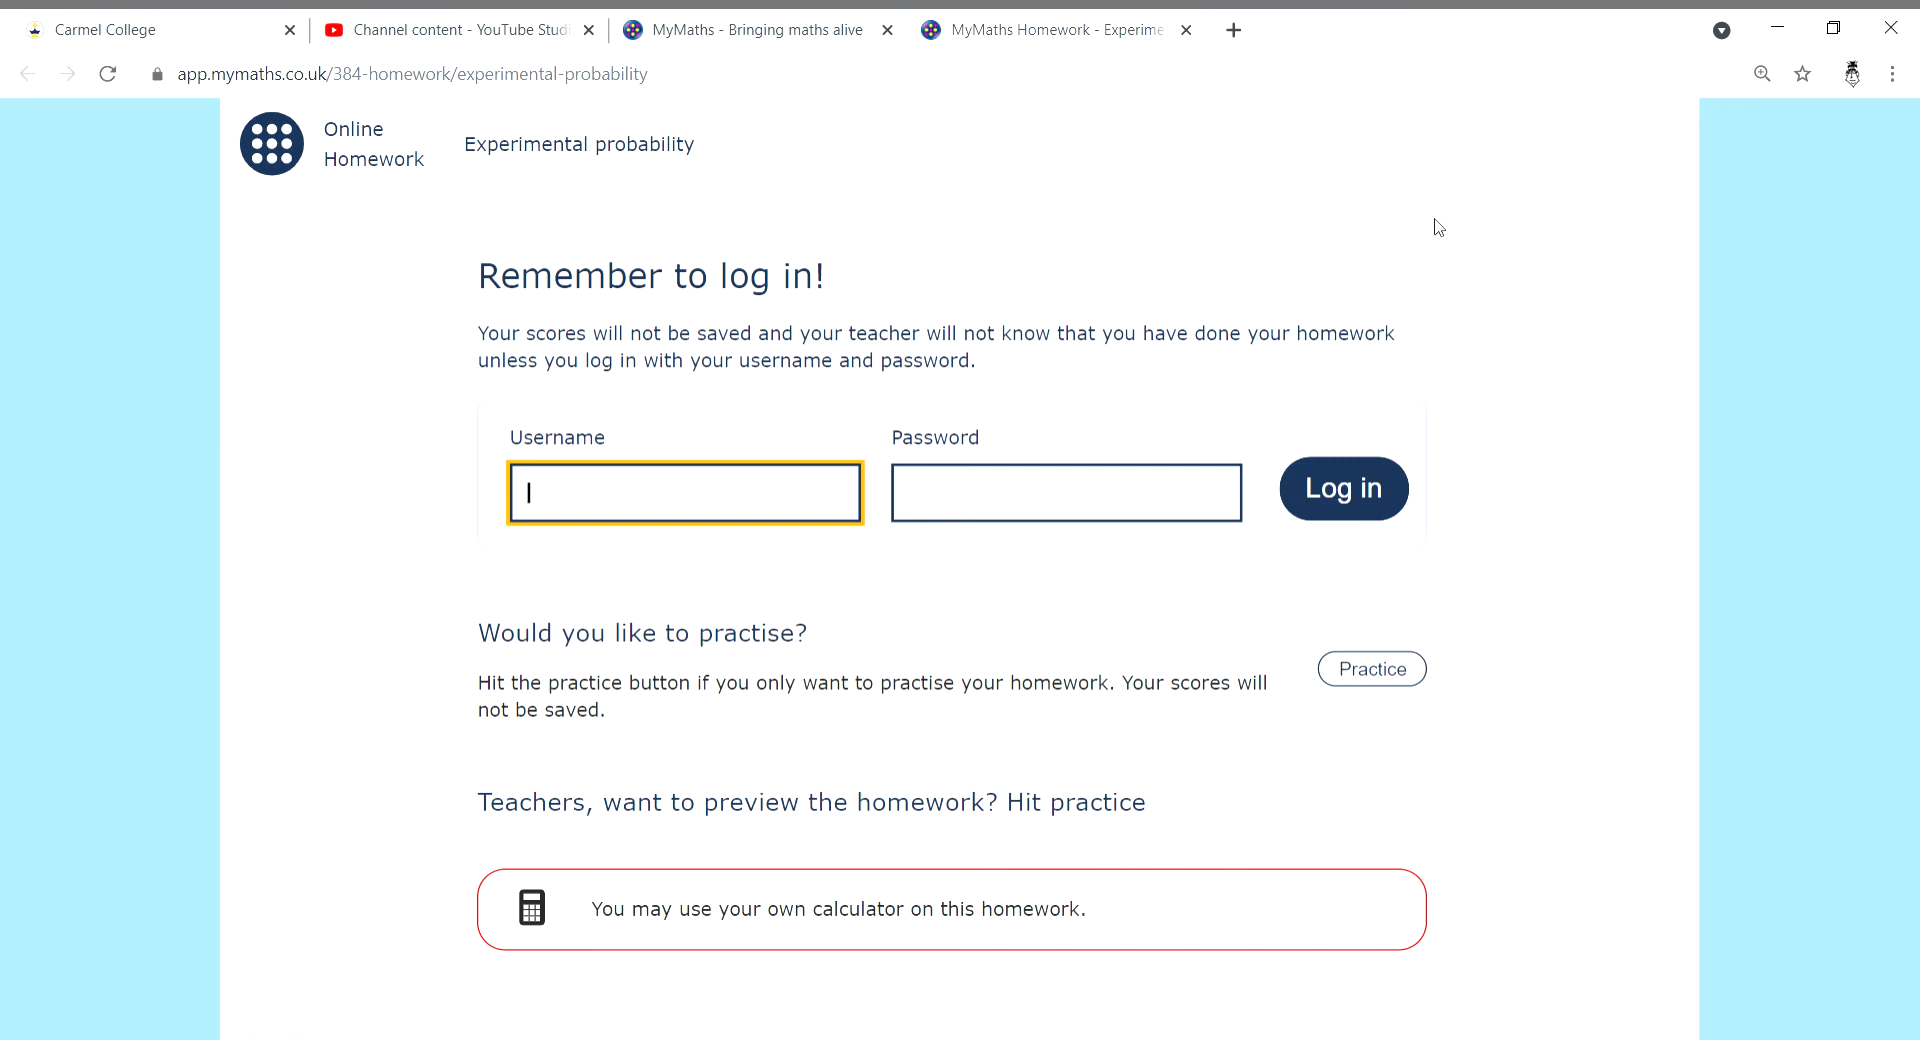 Carmel College
Channel content - YouTube Studi
MyMaths - Bringing maths alive
MyMaths Homework - Experime
app.mymaths.co.uk/384-homework/experimental-probability
Online
Homework
Experimental probability
Remember to log in!
Your scores will not be saved and your teacher will not know that you have done your homework
unless you log in with your username and password.
Username
Password
Log in
Would you like to practise?
Practice
Hit the practice button if you only want to practise your homework. Your scores will
not be saved.
Teachers, want to preview the homework? Hit practice
You may use your own calculator on this homework.